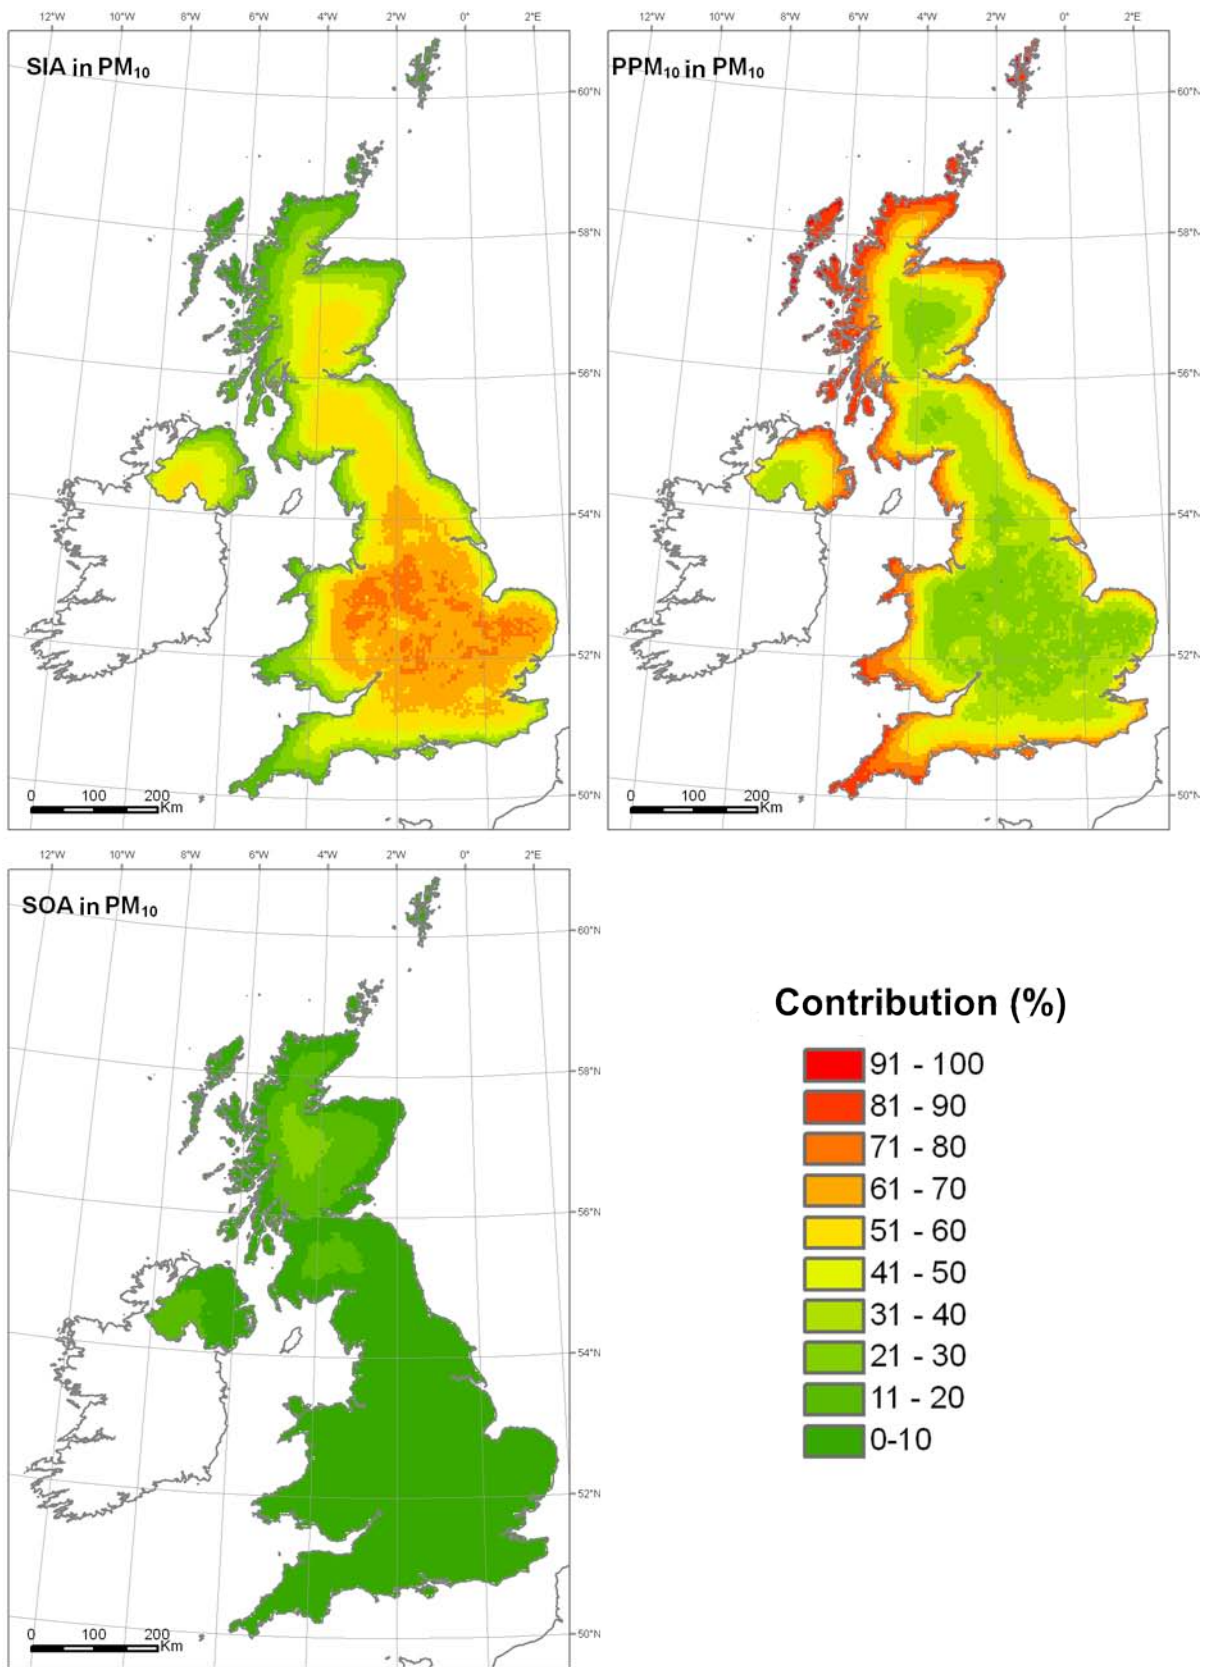 12°W 10°W 8°W 6°W 4°W 2°W 0° 2°E
SIA in PM₁₀
60°N
58°N
56°N
54°N
52°N
50°N
0 100 200
Km
12°W 10°W 8°W 6°W 4°W 2°W 0° 2°E
PPM₁₀ in PM₁₀
60°N
58°N
56°N
54°N
52°N
50°N
0 100 200
Km
12°W 10°W 8°W 6°W 4°W 2°W 0° 2°E
SOA in PM₁₀
60°N
58°N
56°N
54°N
52°N
50°N
0 100 200
Km
Contribution (%)
91 - 100
81 - 90
71 - 80
61 - 70
51 - 60
41 - 50
31 - 40
21 - 30
11 - 20
0-10